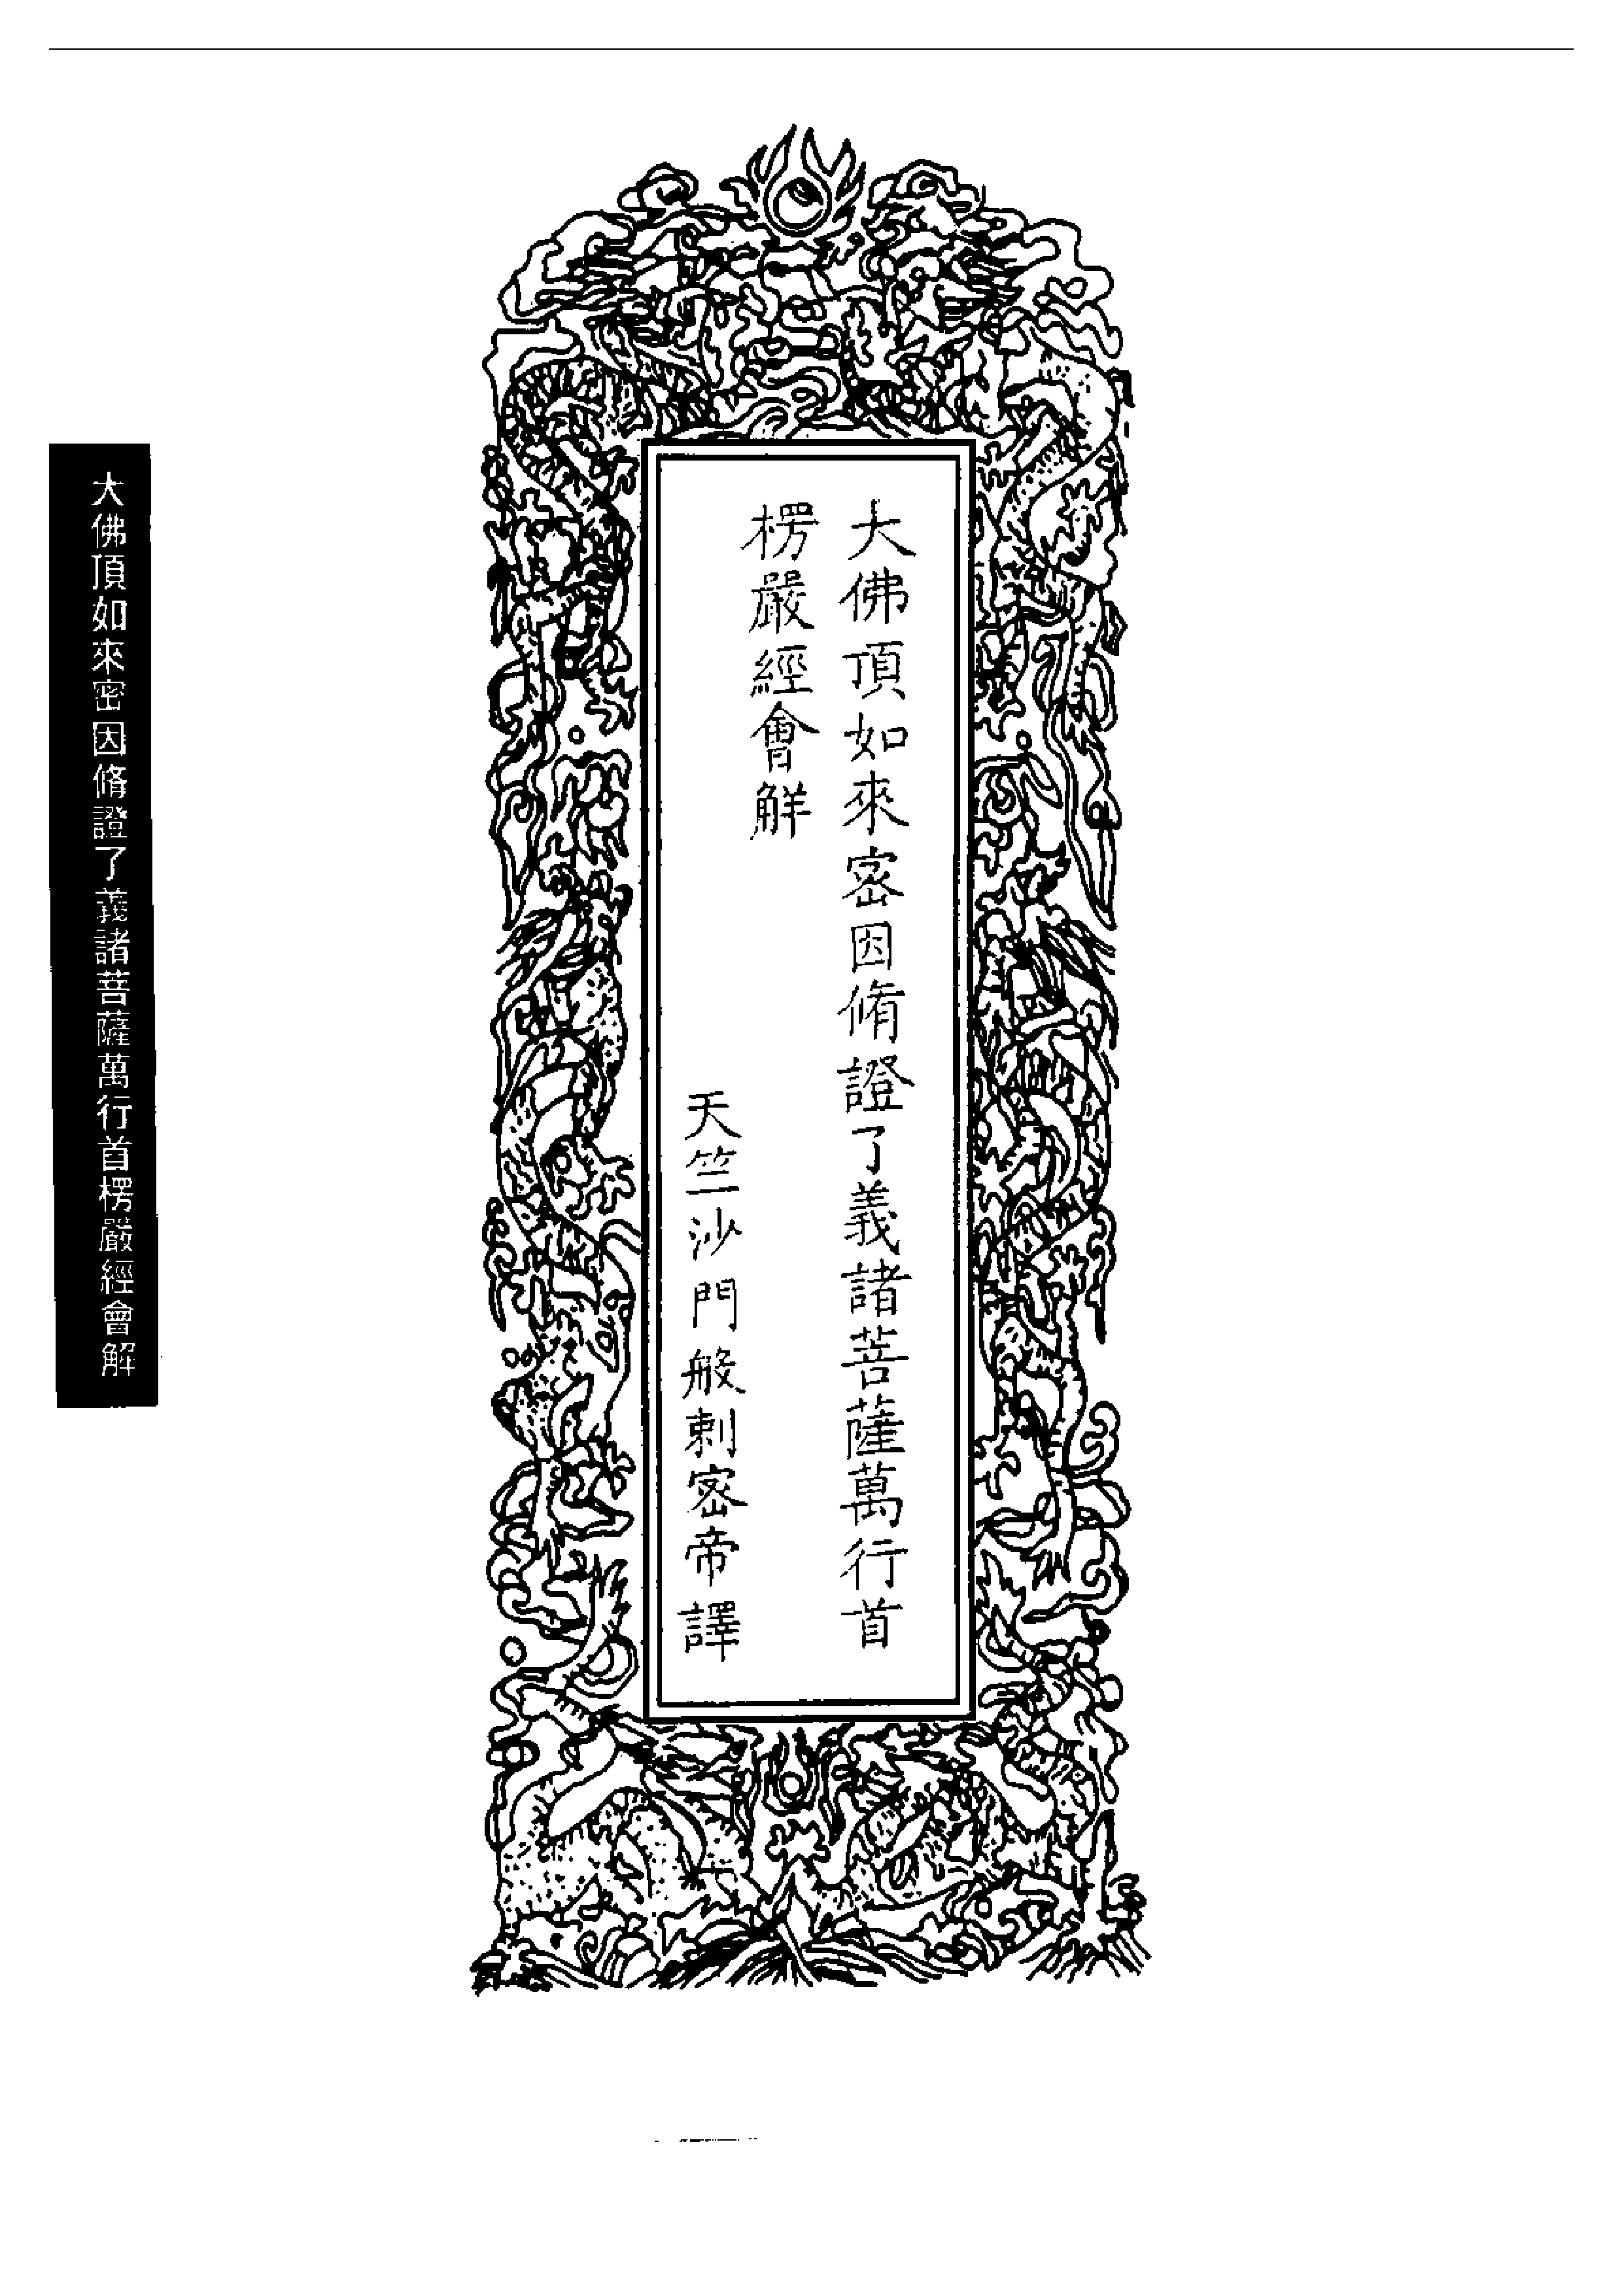 大佛頂如來密因脩證了義諸菩薩萬行首
楞嚴經會解
天竺沙門般剌密帝譯
大佛頂如來密因脩證了義諸菩薩萬行首楞嚴經會解